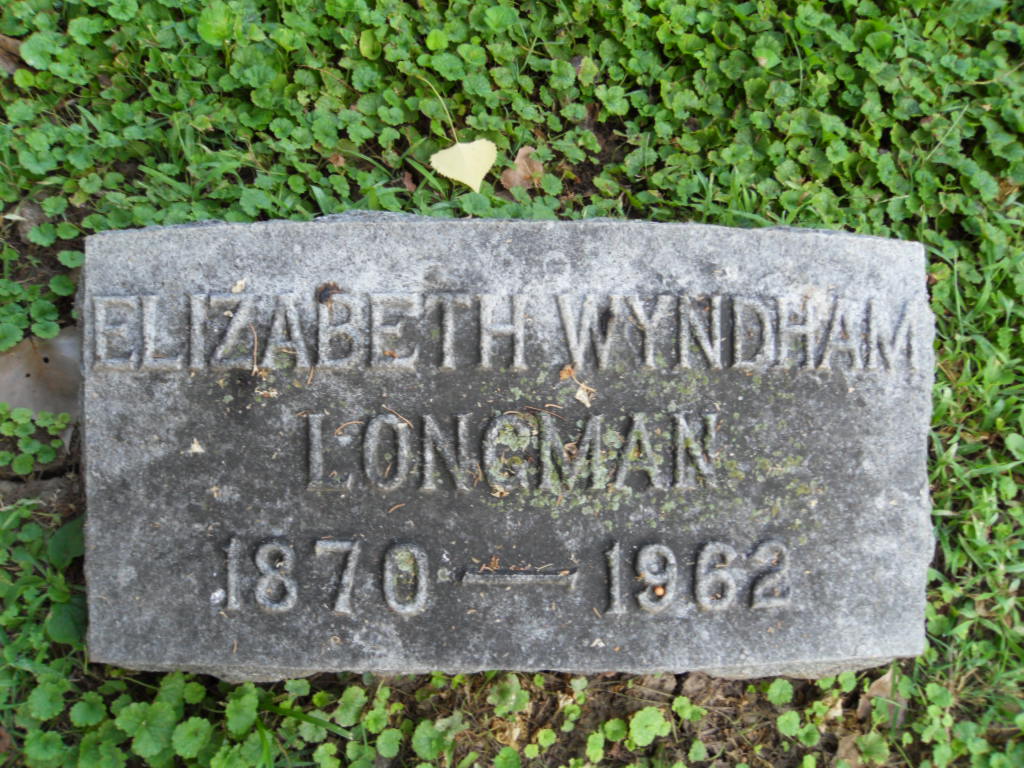 ELIZABETH WYNDHAM
LONGMAN
1870 — 1962